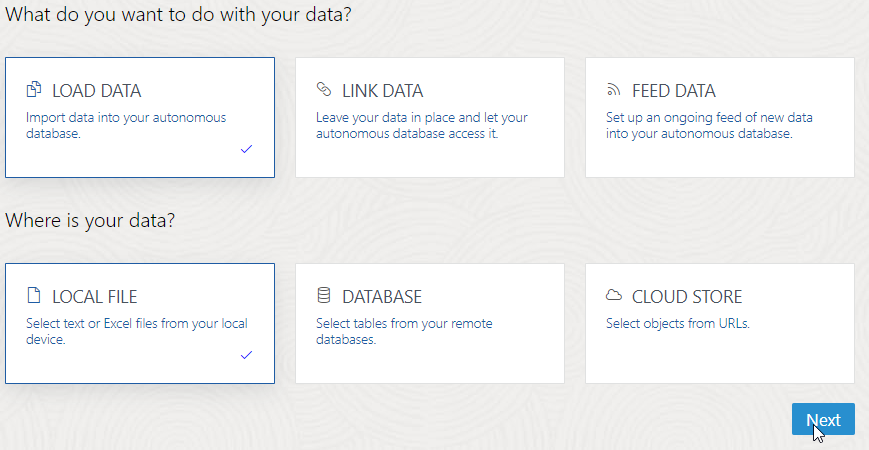 What do you want to do with your data?
LOAD DATA
Import data into your autonomous
database.
LINK DATA
Leave your data in place and let your
autonomous database access it.
FEED DATA
Set up an ongoing feed of new data
into your autonomous database.
Where is your data?
LOCAL FILE
Select text or Excel files from your local
device.
DATABASE
Select tables from your remote
databases.
CLOUD STORE
Select objects from URLs.
Next